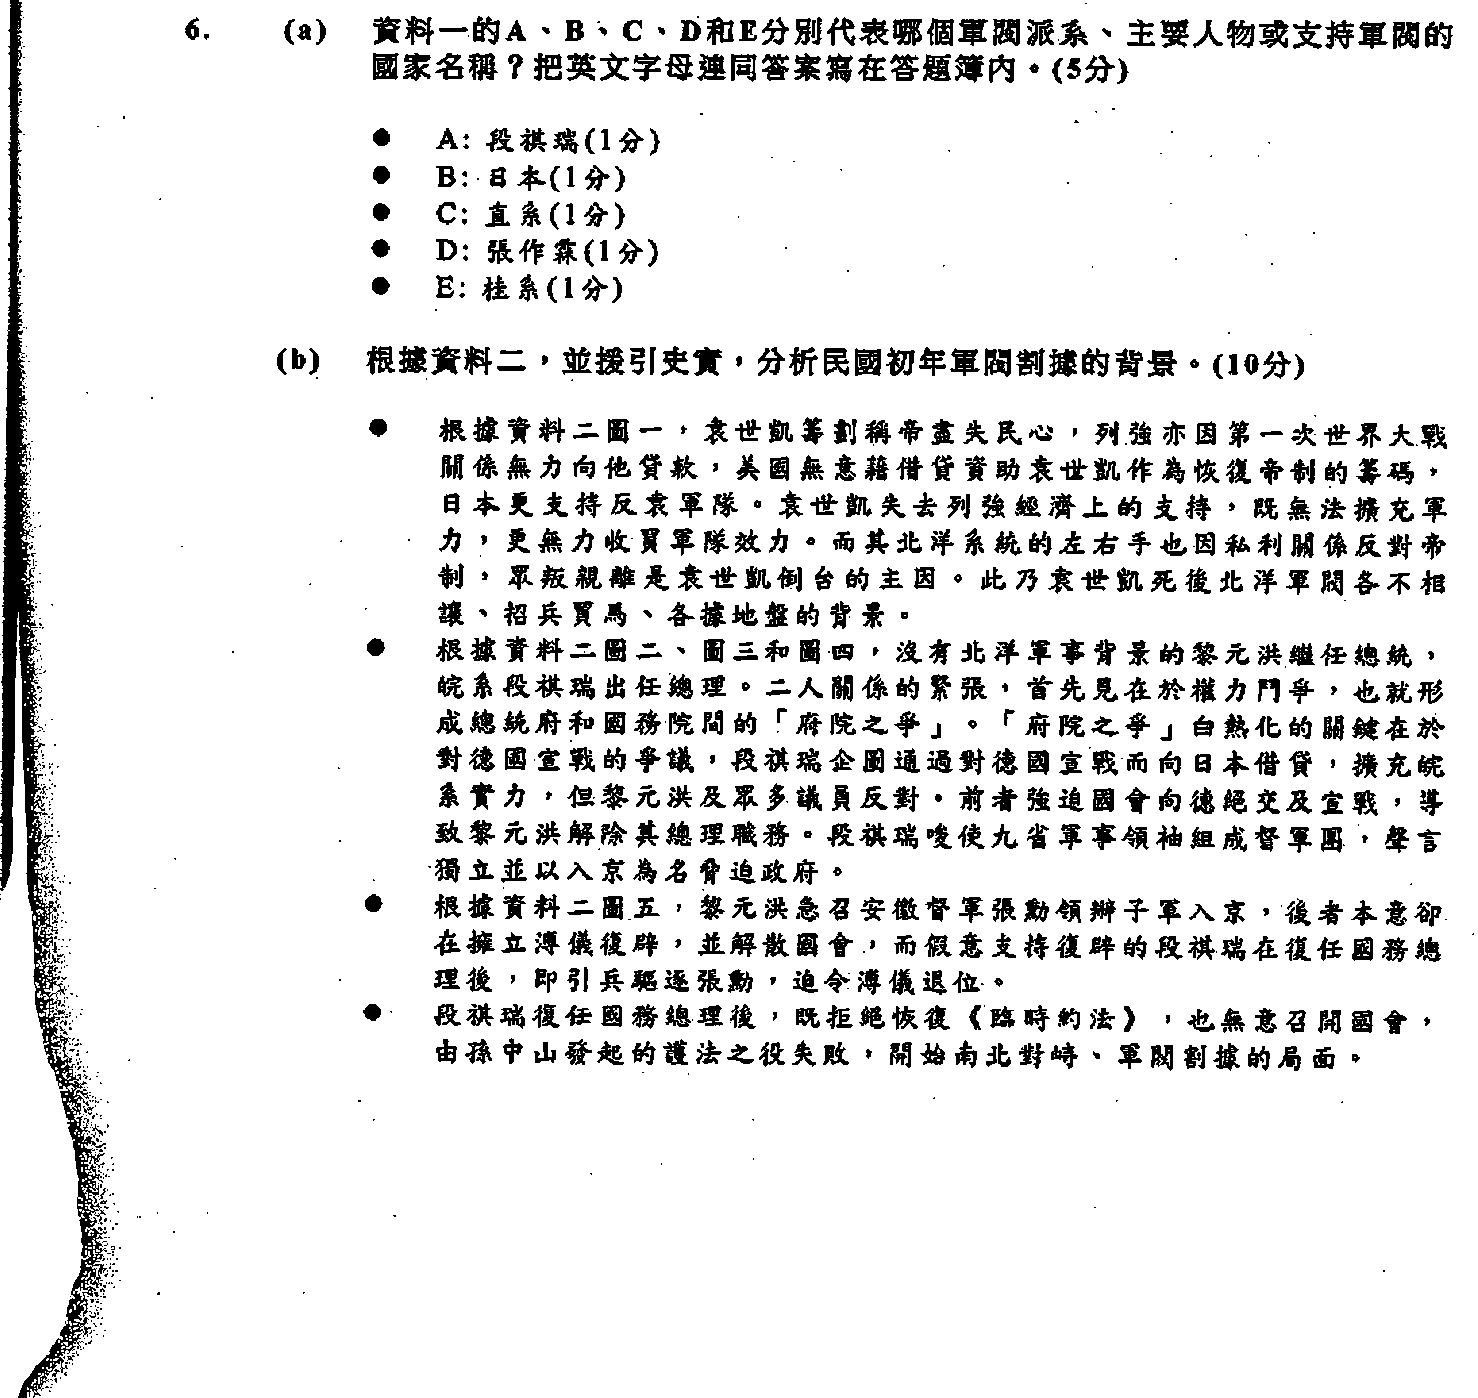 6. (a) 資料一的A、B、C、D和E分別代表哪個軍閥派系、主要人物或支持軍閥的
國家名稱？把英文字母連同答案寫在答題簿內。(5分)
● A: 段祺瑞(1分)
● B: 日本(1分)
● C: 直系(1分)
● D: 張作霖(1分)
● E: 桂系(1分)
(b) 根據資料二，並援引史實，分析民國初年軍閥割據的背景。(10分)
● 根據資料二圖一，袁世凱籌劃稱帝盡失民心，列強亦因第一次世界大戰
關係無力向他貸款，美國無意藉借貸資助袁世凱作為恢復帝制的籌碼，
日本更支持反袁軍隊。袁世凱失去列強經濟上的支持，既無法擴充軍
力，更無力收買軍隊效力。而其北洋系統的左右手也因私利關係反對帝
制，眾叛親離是袁世凱倒台的主因。此乃袁世凱死後北洋軍閥各不相
讓、招兵買馬、各據地盤的背景。
● 根據資料二圖二、圖三和圖四，沒有北洋軍事背景的黎元洪繼任總統，
皖系段祺瑞出任總理。二人關係的緊張，首先見在於權力鬥爭，也就形
成總統府和國務院間的「府院之爭」。「府院之爭」白熱化的關鍵在於
對德國宣戰的爭議，段祺瑞企圖通過對德國宣戰而向日本借貸，擴充皖
系實力，但黎元洪及眾多議員反對。前者強迫國會向德絕交及宣戰，導
致黎元洪解除其總理職務。段祺瑞唆使九省軍事領袖組成督軍團，聲言
獨立並以入京為名脅迫政府。
● 根據資料二圖五，黎元洪急召安徽督軍張勳領辮子軍入京，後者本意卻
在擁立溥儀復辟，並解散國會，而假意支持復辟的段祺瑞在復任國務總
理後，即引兵驅逐張勳，迫令溥儀退位。
● 段祺瑞復任國務總理後，既拒絕恢復《臨時約法》，也無意召開國會，
由孫中山發起的護法之役失敗，開始南北對峙、軍閥割據的局面。